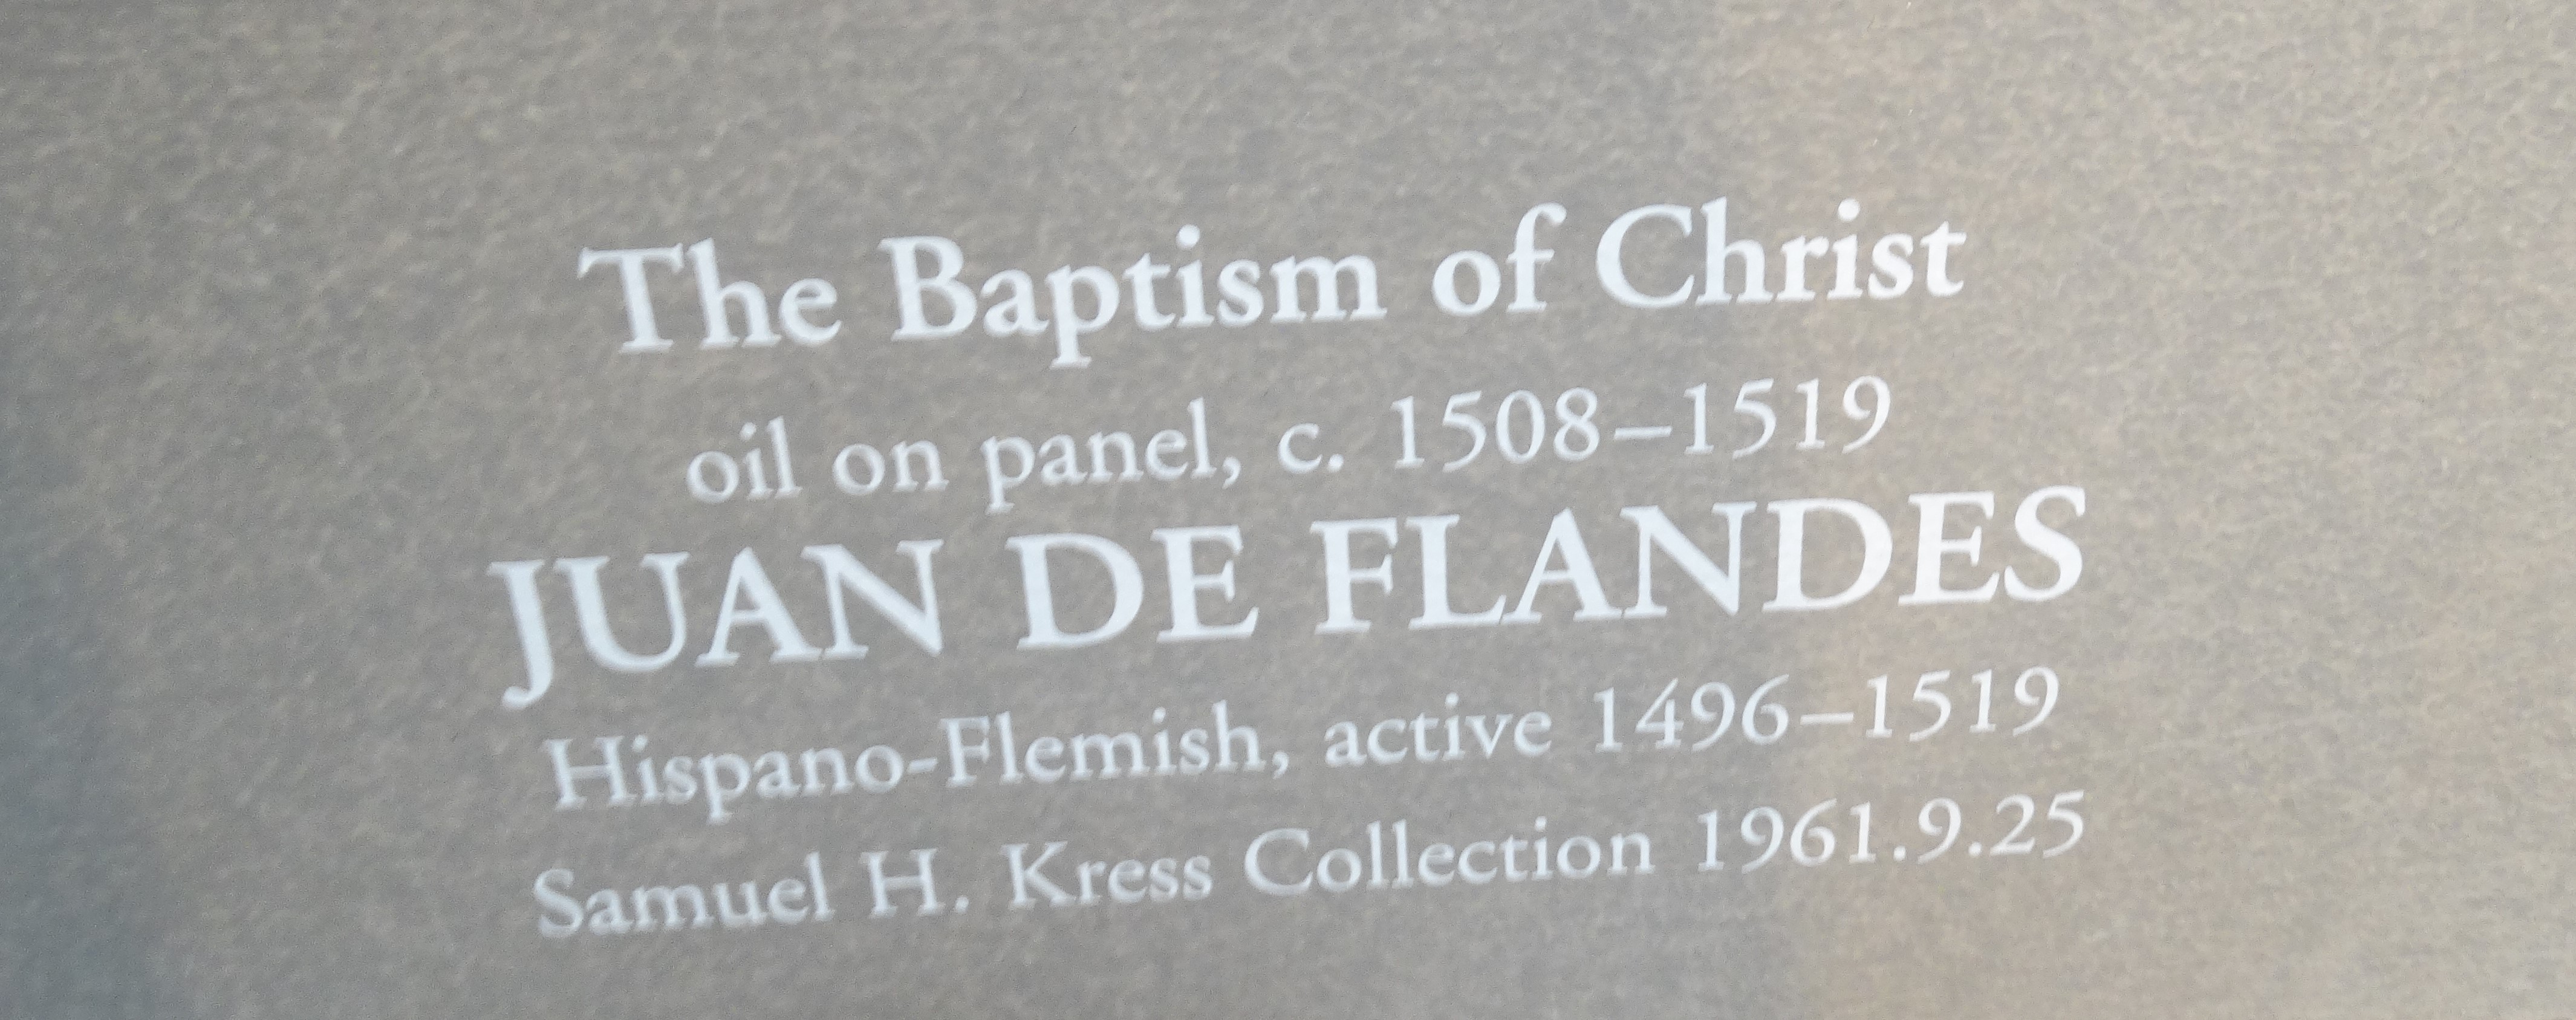 The Baptism of Christ
oil on panel, c. 1508–1519
JUAN DE FLANDES
Hispano-Flemish, active 1496–1519
Samuel H. Kress Collection 1961.9.25